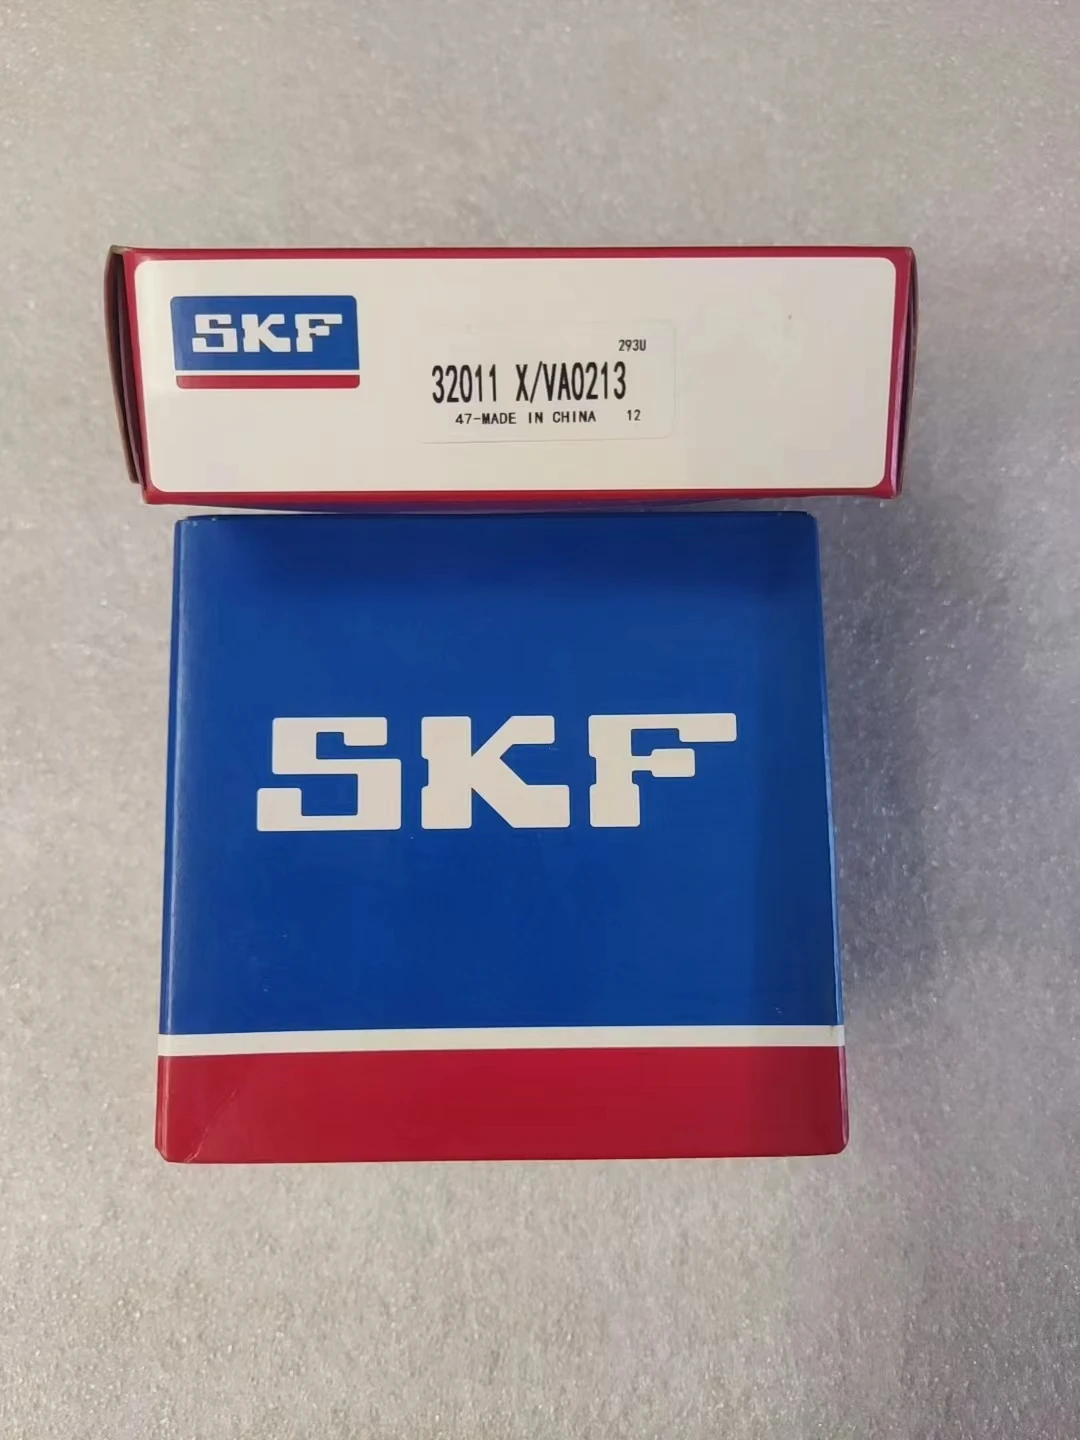 SKF
293U
32011 X/VA0213
47-MADE IN CHINA 12
SKF